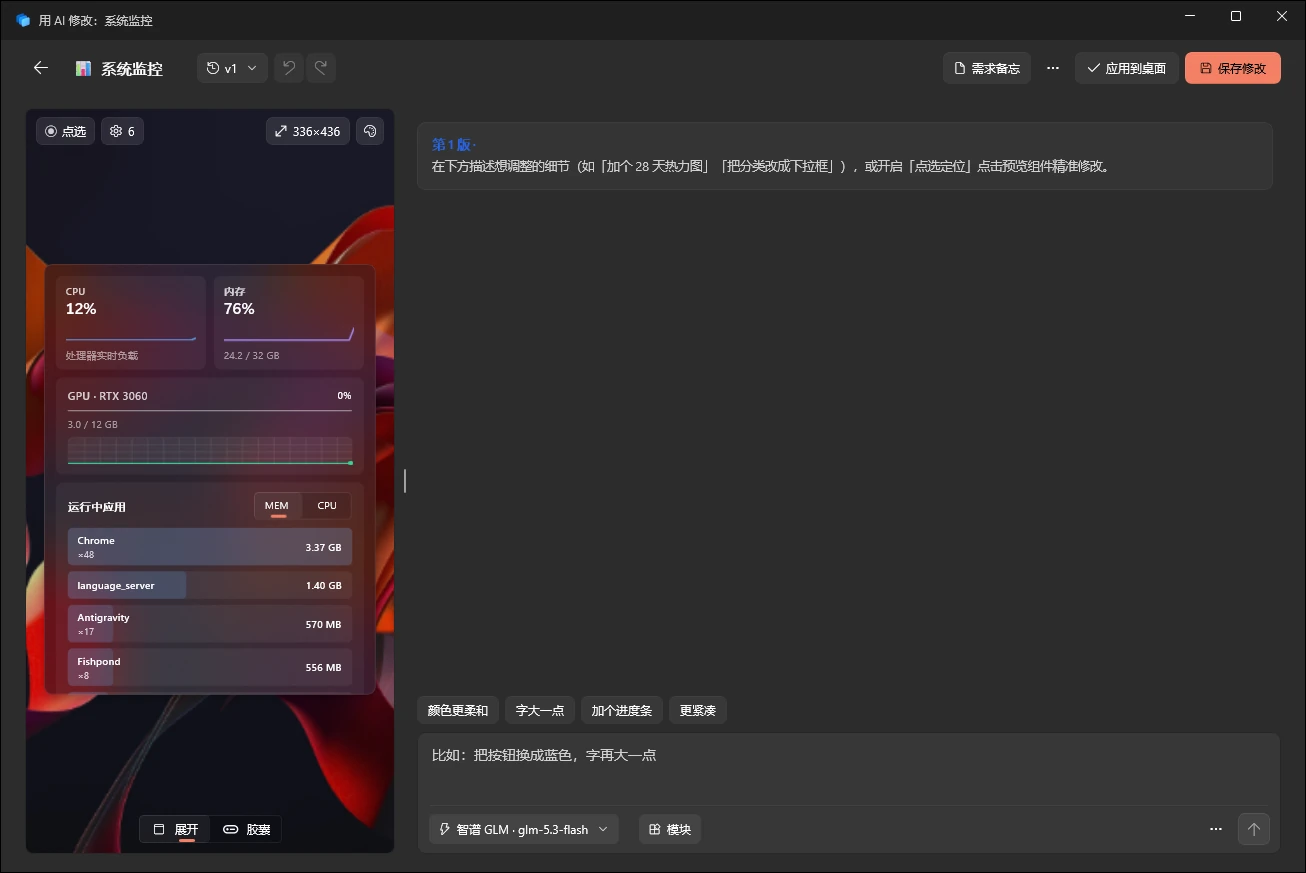 用 AI 修改：系统监控
系统监控
v1
需求备忘
应用到桌面
保存修改
点选
6
336×436
第 1 版·
在下方描述想调整的细节（如「加个 28 天热力图」「把分类改成下拉框」），或开启「点选定位」点击预览组件精准修改。
CPU
12%
处理器实时负载
内存
76%
24.2 / 32 GB
GPU · RTX 3060
0%
3.0 / 12 GB
运行中应用
MEM
CPU
Chrome
×48
3.37 GB
language_server
1.40 GB
Antigravity
×17
570 MB
Fishpond
×8
556 MB
展开
胶囊
颜色更柔和
字大一点
加个进度条
更紧凑
比如：把按钮换成蓝色，字再大一点
智谱 GLM · glm-5.3-flash
模块